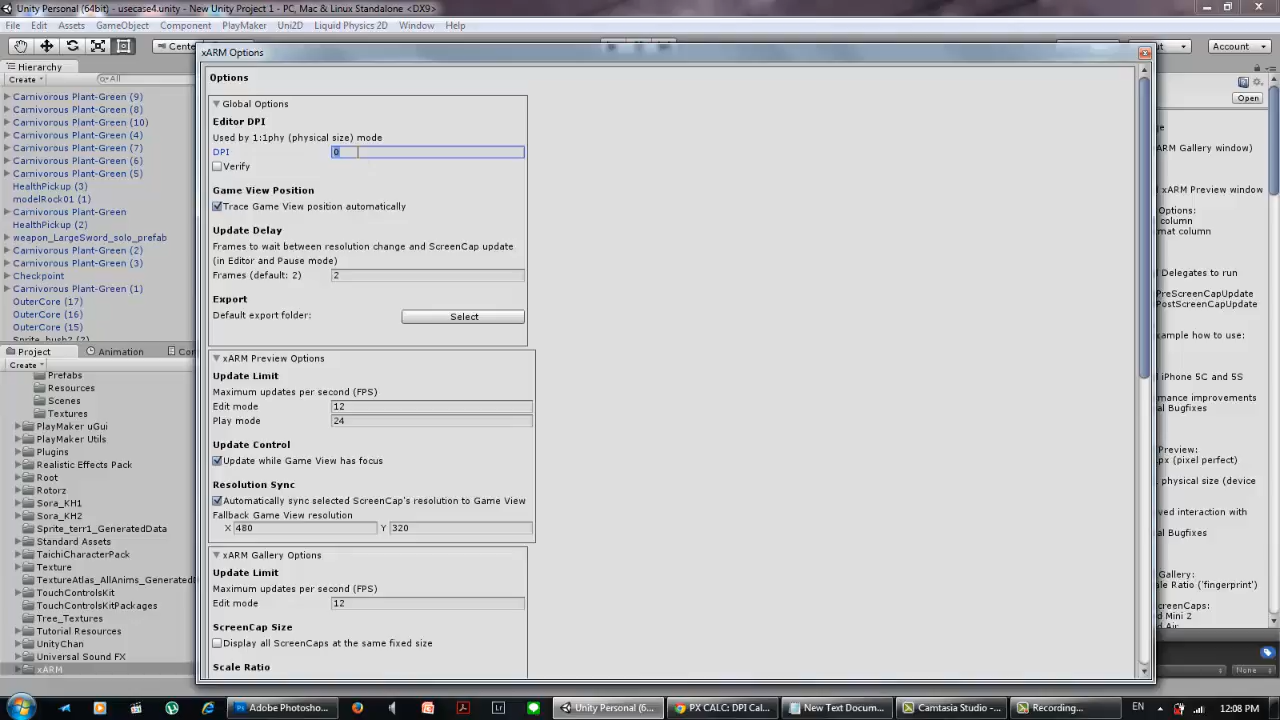 Unity Personal (64bit) - usecase4.unity - New Unity Project 1 - PC, Mac & Linux Standalone <DX9>
File Edit Assets GameObject Component PlayMaker Uni2D Liquid Physics 2D Window Help
Cente
Account
xARM Options
Hierarchy
Create
All
Carnivorous Plant-Green (9)
Carnivorous Plant-Green (8)
Carnivorous Plant-Green (10)
Carnivorous Plant-Green (4)
Carnivorous Plant-Green (7)
Carnivorous Plant-Green (6)
Carnivorous Plant-Green (5)
HealthPickup (3)
modelRock01 (1)
Carnivorous Plant-Green
HealthPickup (2)
weapon_LargeSword_solo_prefab
Carnivorous Plant-Green (2)
Carnivorous Plant-Green (3)
Checkpoint
Carnivorous Plant-Green (1)
OuterCore (17)
OuterCore (16)
OuterCore (15)
Sprite_bush2 (2)
Project Animation Con
Create
Prefabs
Resources
Scenes
Textures
PlayMaker uGui
PlayMaker Utils
Plugins
Realistic Effects Pack
Root
Rotorz
Sora_KH1
Sora_KH2
Sprite_terr1_GeneratedData
Standard Assets
TaichiCharacterPack
Texture
TextureAtlas_AllAnims_GeneratedD
TouchControlsKit
TouchControlsKitPackages
Tree_Textures
Tutorial Resources
UnityChan
Universal Sound FX
xARM
Options
Global Options
Editor DPI
Used by 1:1phy (physical size) mode
DPI 0
Verify
Game View Position
Trace Game View position automatically
Update Delay
Frames to wait between resolution change and ScreenCap update
(in Editor and Pause mode)
Frames (default: 2) 2
Export
Default export folder: Select
xARM Preview Options
Update Limit
Maximum updates per second (FPS)
Edit mode 12
Play mode 24
Update Control
Update while Game View has focus
Resolution Sync
Automatically sync selected ScreenCap's resolution to Game View
Fallback Game View resolution
X 480 Y 320
xARM Gallery Options
Update Limit
Maximum updates per second (FPS)
Edit mode 12
ScreenCap Size
Display all ScreenCaps at the same fixed size
Scale Ratio
Open
ARM Gallery window)
xARM Preview window
Options:
column
mat column
Delegates to run
PreScreenCapUpdate
PostScreenCapUpdate
xample how to use:
iPhone 5C and 5S
formance improvements
al Bugfixes
Preview:
px (pixel perfect)
physical size (device
oved interaction with
al Bugfixes
Gallery:
ale Ratio ('fingerprint')
creenCaps:
d Mini 2
d Air
None
Adobe Photosho...
Unity Personal (6...
PX CALC: DPI Cal...
New Text Docum...
Camtasia Studio -...
Recording...
EN
12:08 PM